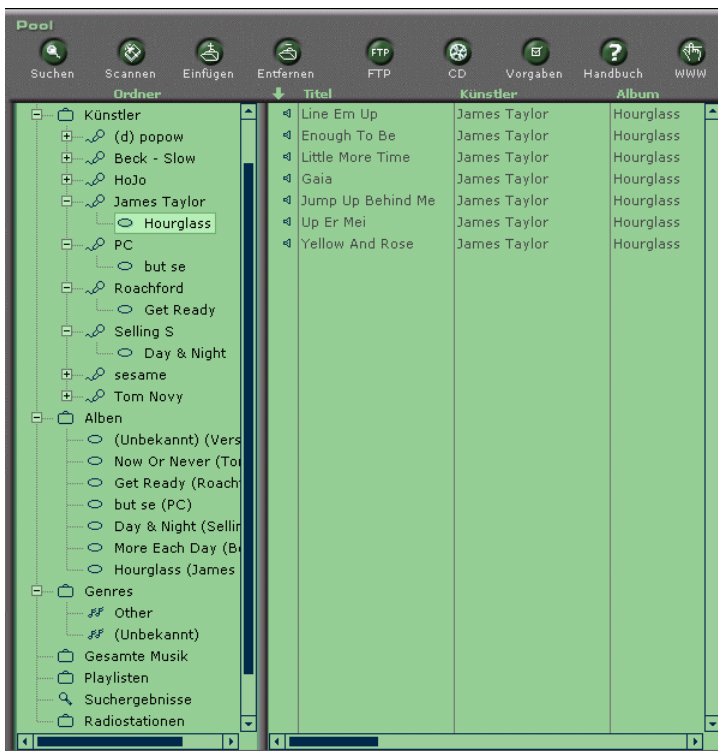 Pool
Suchen Scannen Einfügen Entfernen FTP FTP CD Vorgaben Handbuch WWW
Ordner Titel Künstler Album
Künstler
(d) popow
Beck - Slow
HoJo
James Taylor
Hourglass
PC
but se
Roachford
Get Ready
Selling S
Day & Night
sesame
Tom Novy
Alben
(Unbekannt) (Vers
Now Or Never (To
Get Ready (Roach
but se (PC)
Day & Night (Sellin
More Each Day (B
Hourglass (James
Genres
Other
(Unbekannt)
Gesamte Musik
Playlisten
Suchergebnisse
Radiostationen
Line Em Up James Taylor Hourglass
Enough To Be James Taylor Hourglass
Little More Time James Taylor Hourglass
Gaia James Taylor Hourglass
Jump Up Behind Me James Taylor Hourglass
Up Er Mei James Taylor Hourglass
Yellow And Rose James Taylor Hourglass